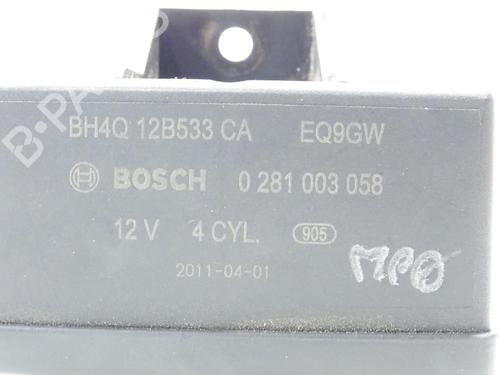 BH4Q 12B533 CA EQ9GW
BOSCH 0 281 003 058
12 V 4 CYL. 905
2011-04-01